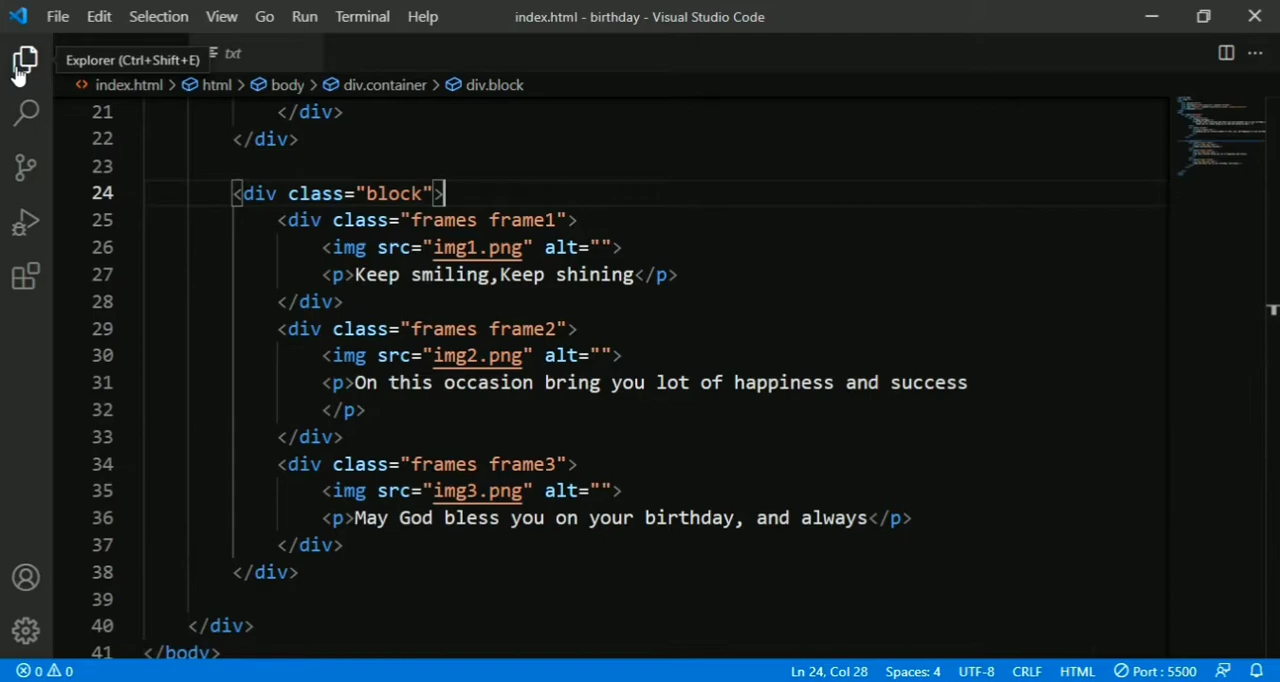 File Edit Selection View Go Run Terminal Help index.html - birthday - Visual Studio Code
Explorer (Ctrl+Shift+E) txt
index.html > html > body > div.container > div.block
21 </div>
22 </div>
23
24 <div class="block">
25 <div class="frames frame1">
26 <img src="img1.png" alt="">
27 <p>Keep smiling,Keep shining</p>
28 </div>
29 <div class="frames frame2">
30 <img src="img2.png" alt="">
31 <p>On this occasion bring you lot of happiness and success
32 </p>
33 </div>
34 <div class="frames frame3">
35 <img src="img3.png" alt="">
36 <p>May God bless you on your birthday, and always</p>
37 </div>
38 </div>
39
40 </div>
41 </body>
0 0 Ln 24, Col 28 Spaces: 4 UTF-8 CRLF HTML Port : 5500